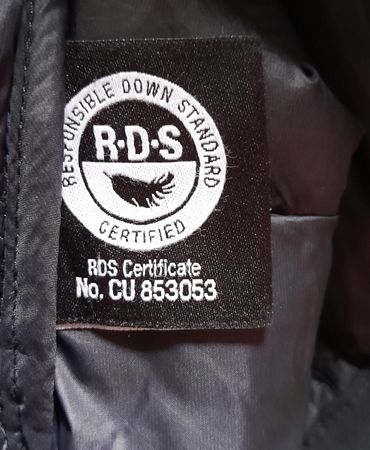 RESPONSIBLE DOWN STANDARD
R·D·S
CERTIFIED
RDS Certificate
No. CU 853053